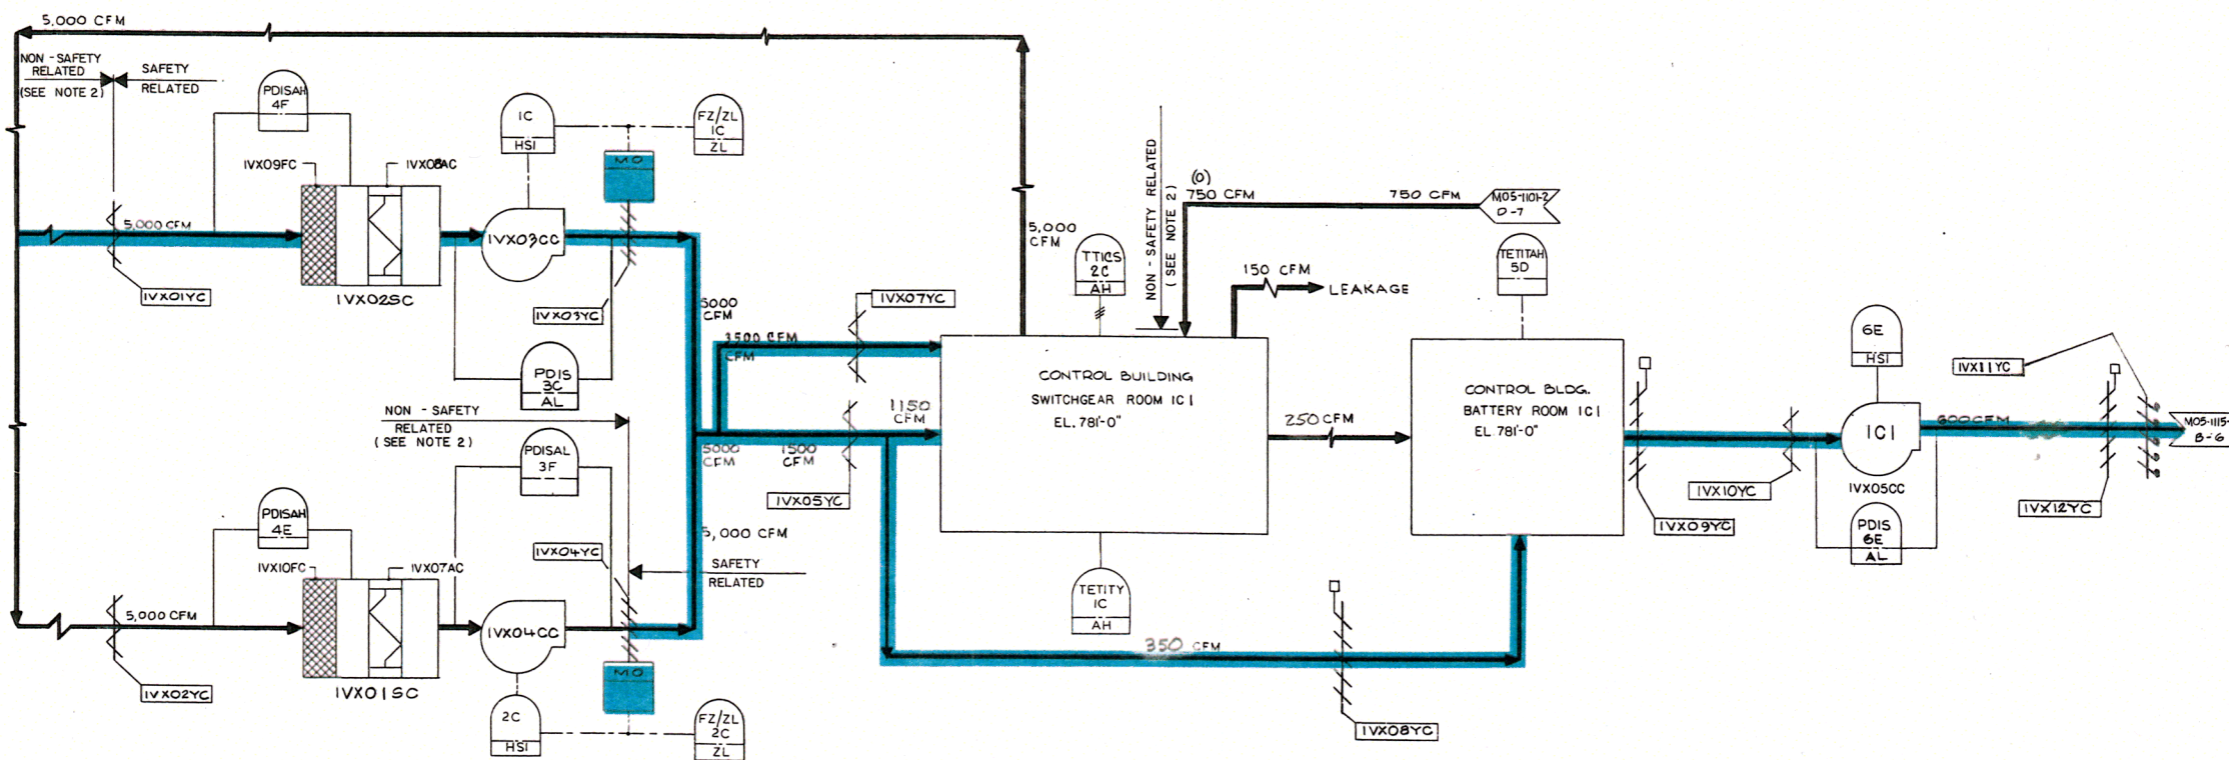 5,000 CFM
NON-SAFETY
RELATED
(SEE NOTE 2)
SAFETY
RELATED
PDISAH
4F
1C
HSI
FZ/ZL
1C
ZL
MO
IVX09FC
IVX08AC
5,000 CFM
IVX03CC
IVX01YC
IVX02SC
IVX03YC
PDIS
3C
AL
5000
CFM
3500 CFM
CFM
IVX07YC
5,000
CFM
TTICS
2C
AH
NON-SAFETY RELATED
(SEE NOTE 2)
(0)
750 CFM
750 CFM
M05-1101-2
D-7
150 CFM
LEAKAGE
TETITAH
5D
CONTROL BUILDING
SWITCHGEAR ROOM IC1
EL. 781'-0"
CONTROL BLDG.
BATTERY ROOM IC1
EL 781'-0"
250 CFM
6E
HSI
IVX11YC
IC1
600 CFM
M05-1115-
B-6
IVX05CC
IVX09YC
IVX10YC
PDIS
6E
AL
IVX12YC
NON-SAFETY
RELATED
(SEE NOTE 2)
1150
CFM
5000
CFM
1500
CFM
IVX05YC
PDISAL
3F
PDISAH
4E
5,000 CFM
IVX04YC
SAFETY
RELATED
IVX10FC
IVX07AC
TETITY
1C
AH
5,000 CFM
IVX04CC
350 CFM
IVX02YC
IVX01SC
MO
2C
HSI
FZ/ZL
2C
ZL
IVX08YC